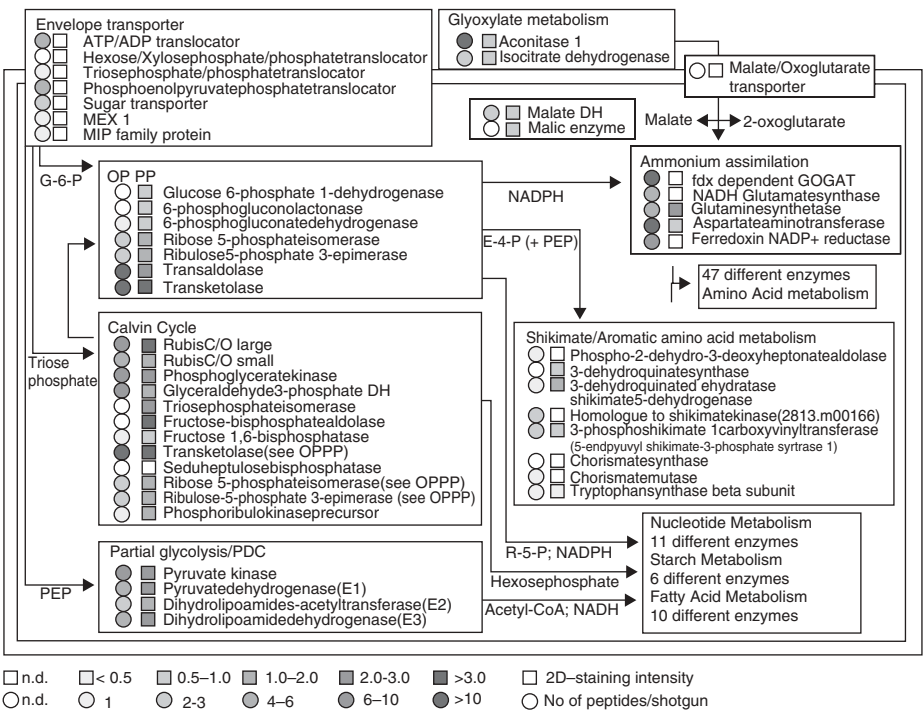 Envelope transporter
ATP/ADP translocator
Hexose/Xylosephosphate/phosphatetranslocator
Triosephosphate/phosphatetranslocator
Phosphoenolpyruvatephosphatetranslocator
Sugar transporter
MEX 1
MIP family protein
Glyoxylate metabolism
Aconitase 1
Isocitrate dehydrogenase
Malate/Oxoglutarate
transporter
Malate DH
Malic enzyme
Malate
2-oxoglutarate
G-6-P
OP PP
Glucose 6-phosphate 1-dehydrogenase
6-phosphogluconolactonase
6-phosphogluconatedehydrogenase
Ribose 5-phosphateisomerase
Ribulose5-phosphate 3-epimerase
Transaldolase
Transketolase
NADPH
E-4-P (+ PEP)
Ammonium assimilation
fdx dependent GOGAT
NADH Glutamatesynthase
Glutaminesynthetase
Aspartateaminotransferase
Ferredoxin NADP+ reductase
47 different enzymes
Amino Acid metabolism
Triose
phosphate
Calvin Cycle
RubisC/O large
RubisC/O small
Phosphoglyceratekinase
Glyceraldehyde3-phosphate DH
Triosephosphateisomerase
Fructose-bisphosphatealdolase
Fructose 1,6-bisphosphatase
Transketolase(see OPPP)
Seduheptulosebisphosphatase
Ribose 5-phosphateisomerase(see OPPP)
Ribulose-5-phosphate 3-epimerase (see OPPP)
Phosphoribulokinaseprecursor
Shikimate/Aromatic amino acid metabolism
Phospho-2-dehydro-3-deoxyheptonatealdolase
3-dehydroquinatesynthase
3-dehydroquinated ehydratase
shikimate5-dehydrogenase
Homologue to shikimatekinase(2813.m00166)
3-phosphoshikimate 1carboxyvinyltransferase
(5-endpyuvyl shikimate-3-phosphate syrtrase 1)
Chorismatesynthase
Chorismatemutase
Tryptophansynthase beta subunit
PEP
Partial glycolysis/PDC
Pyruvate kinase
Pyruvatedehydrogenase(E1)
Dihydrolipoamides-acetyltransferase(E2)
Dihydrolipoamidedehydrogenase(E3)
R-5-P; NADPH
Hexosephosphate
Acetyl-CoA; NADH
Nucleotide Metabolism
11 different enzymes
Starch Metabolism
6 different enzymes
Fatty Acid Metabolism
10 different enzymes
n.d. < 0.5 0.5–1.0 1.0–2.0 2.0-3.0 >3.0 2D–staining intensity
n.d. 1 2-3 4–6 6–10 >10 No of peptides/shotgun